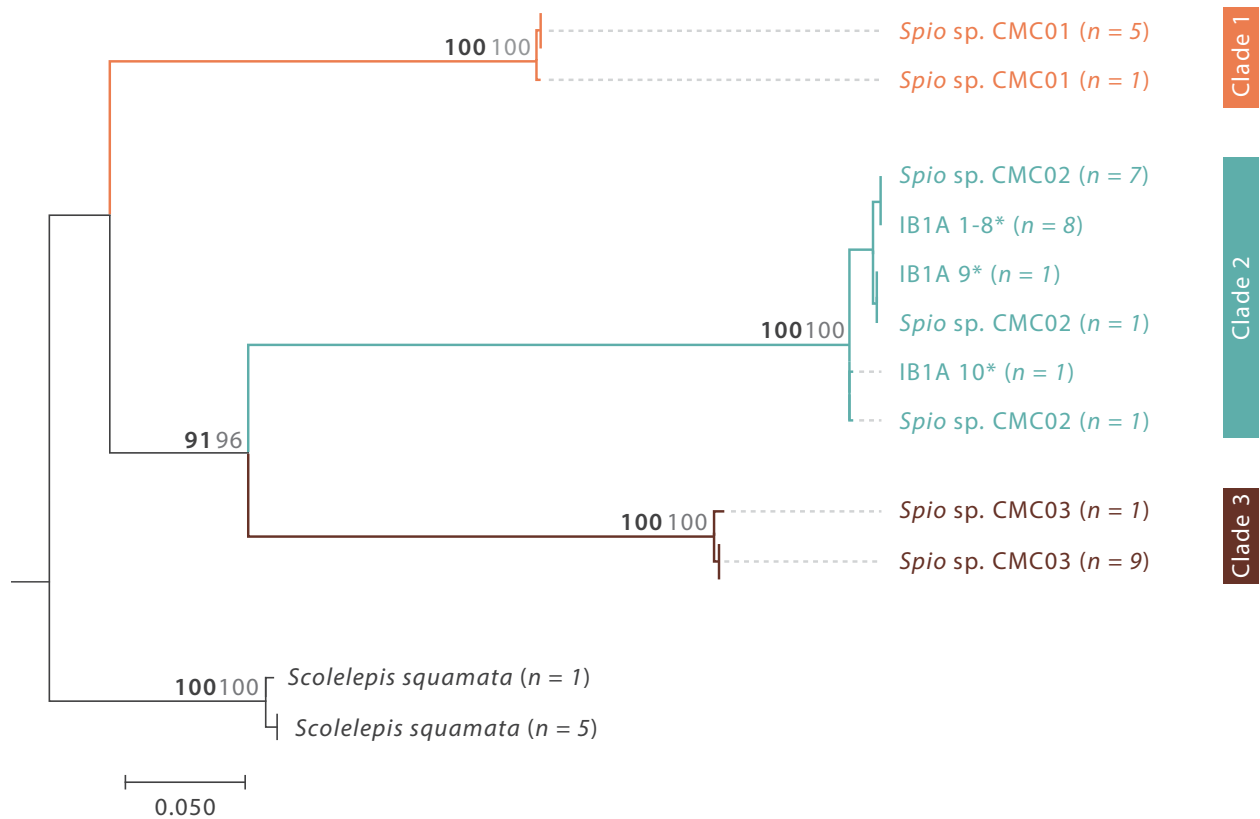 100 100
Spio sp. CMC01 (n = 5)
Spio sp. CMC01 (n = 1)
Clade 1
Spio sp. CMC02 (n = 7)
IB1A 1-8* (n = 8)
IB1A 9* (n = 1)
Spio sp. CMC02 (n = 1)
100 100
IB1A 10* (n = 1)
Spio sp. CMC02 (n = 1)
Clade 2
91 96
Spio sp. CMC03 (n = 1)
100 100
Spio sp. CMC03 (n = 9)
Clade 3
100 100
Scolelepis squamata (n = 1)
Scolelepis squamata (n = 5)
0.050